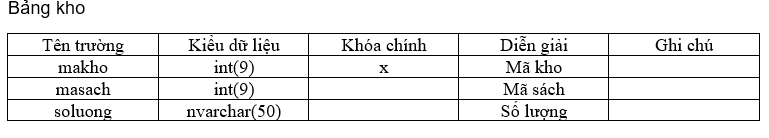 Bảng kho
Tên trường Kiểu dữ liệu Khóa chính Diễn giải Ghi chú
makho int(9) x Mã kho
masach int(9) Mã sách
soluong nvarchar(50) Số lượng